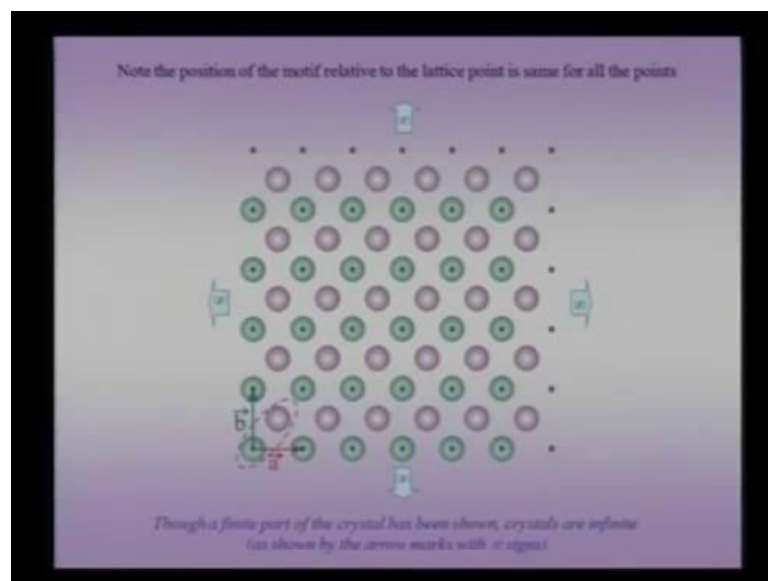 Note the position of the motif relative to the lattice point is same for all the points
∞
∞
∞
b
a
∞
Though a finite part of the crystal has been shown, crystals are infinite
(as shown by the arrow marks with ∞ signs)